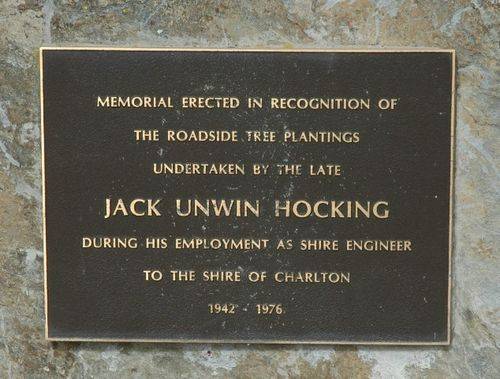 MEMORIAL ERECTED IN RECOGNITION OF
THE ROADSIDE TREE PLANTINGS
UNDERTAKEN BY THE LATE
JACK UNWIN HOCKING
DURING HIS EMPLOYMENT AS SHIRE ENGINEER
TO THE SHIRE OF CHARLTON
1942 - 1976